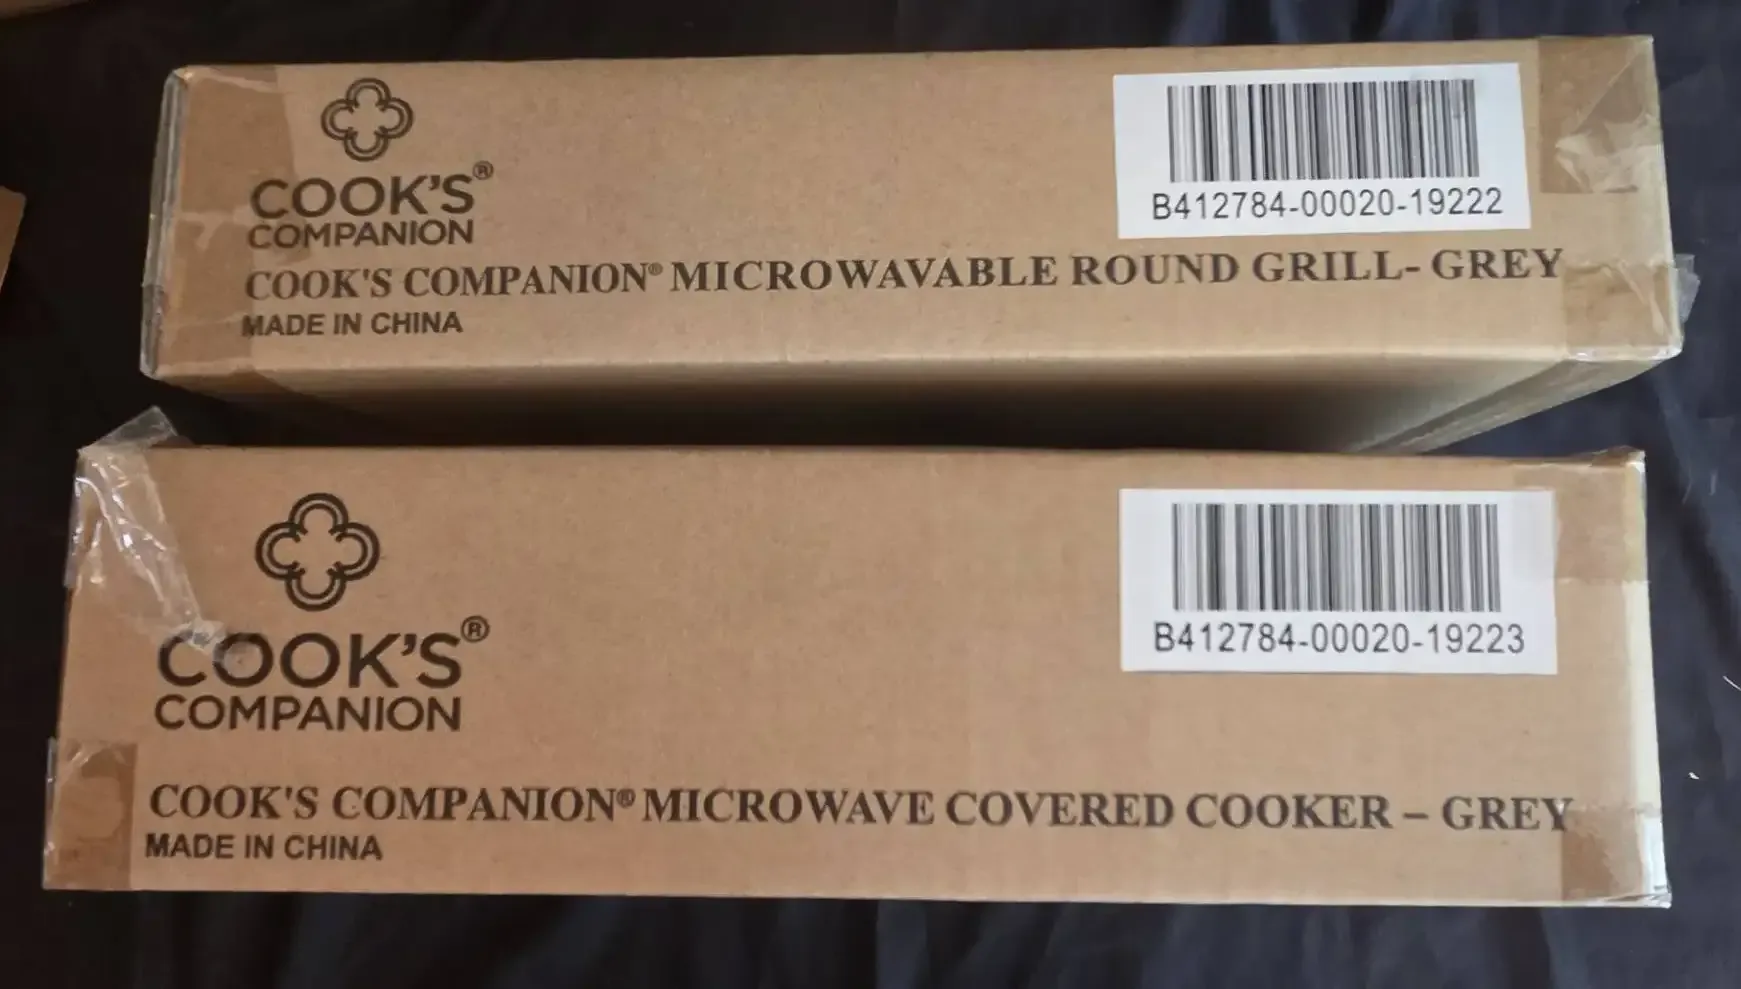 COOK'S®
COMPANION
B412784-00020-19222
COOK'S COMPANION® MICROWAVABLE ROUND GRILL- GREY
MADE IN CHINA
COOK'S®
COMPANION
B412784-00020-19223
COOK'S COMPANION® MICROWAVE COVERED COOKER – GREY
MADE IN CHINA